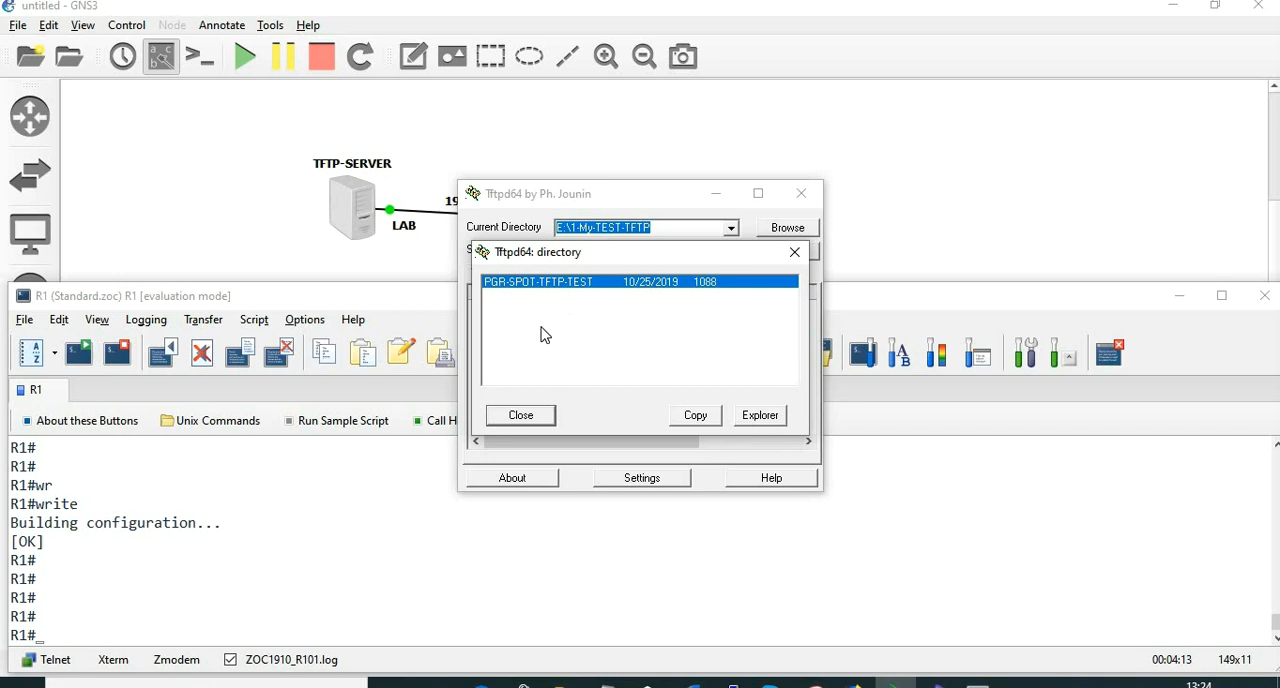 untitled - GNS3
File Edit View Control Node Annotate Tools Help
TFTP-SERVER
LAB
19
Tftpd64 by Ph. Jounin
Current Directory E:\1-My-TEST-TFTP Browse
Tftpd64: directory
PGR-SPOT-TFTP-TEST 10/25/2019 1088
Close Copy Explorer
About Settings Help
R1 (Standard.zoc) R1 [evaluation mode]
File Edit View Logging Transfer Script Options Help
R1
About these Buttons Unix Commands Run Sample Script Call H
R1#
R1#
R1#wr
R1#write
Building configuration...
[OK]
R1#
R1#
R1#
R1#
R1#_
Telnet Xterm Zmodem ZOC1910_R101.log 00:04:13 149x11
13:24